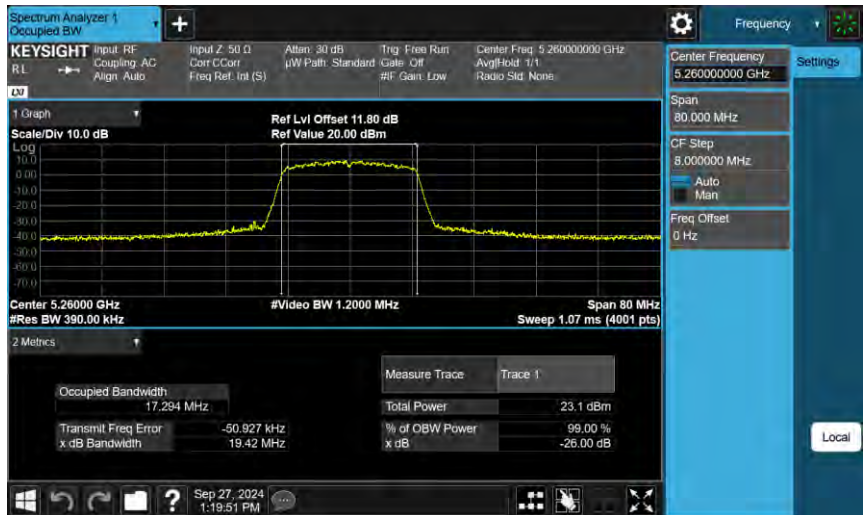 Spectrum Analyzer 1
Occupied BW
+
Frequency
KEYSIGHT
RL
LXI
Input: RF
Coupling: AC
Align: Auto
Input Z: 50 Ω
Corr CCorr
Freq Ref: Int (S)
Atten: 30 dB
µW Path: Standard
Trig: Free Run
Gate: Off
#IF Gain: Low
Center Freq: 5.260000000 GHz
Avg|Hold: 1/1
Radio Std: None
Center Frequency
5.260000000 GHz
Settings
Span
80.000 MHz
CF Step
8.000000 MHz
Auto
Man
Freq Offset
0 Hz
1 Graph
Scale/Div 10.0 dB
Ref Lvl Offset 11.80 dB
Ref Value 20.00 dBm
Log
10.0
0.00
-10.0
-20.0
-30.0
-40.0
-50.0
-60.0
-70.0
Center 5.26000 GHz
#Video BW 1.2000 MHz
Span 80 MHz
#Res BW 390.00 kHz
Sweep 1.07 ms (4001 pts)
2 Metrics
Measure Trace
Trace 1
Occupied Bandwidth
17.294 MHz
Total Power
23.1 dBm
Transmit Freq Error
-50.927 kHz
% of OBW Power
99.00 %
x dB Bandwidth
19.42 MHz
x dB
-26.00 dB
Local
?
Sep 27, 2024
1:19:51 PM